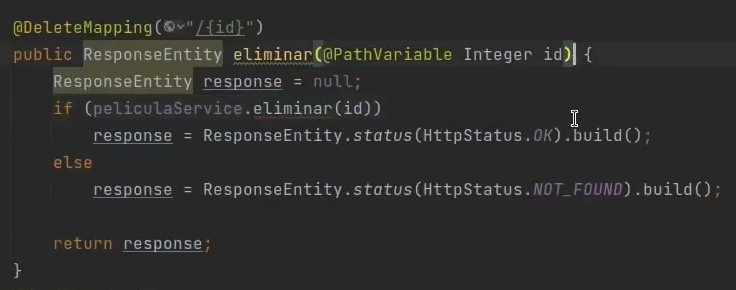 @DeleteMapping("/{id}")
public ResponseEntity eliminar(@PathVariable Integer id) {
    ResponseEntity response = null;
    if (peliculaService.eliminar(id))
        response = ResponseEntity.status(HttpStatus.OK).build();
    else
        response = ResponseEntity.status(HttpStatus.NOT_FOUND).build();

    return response;
}